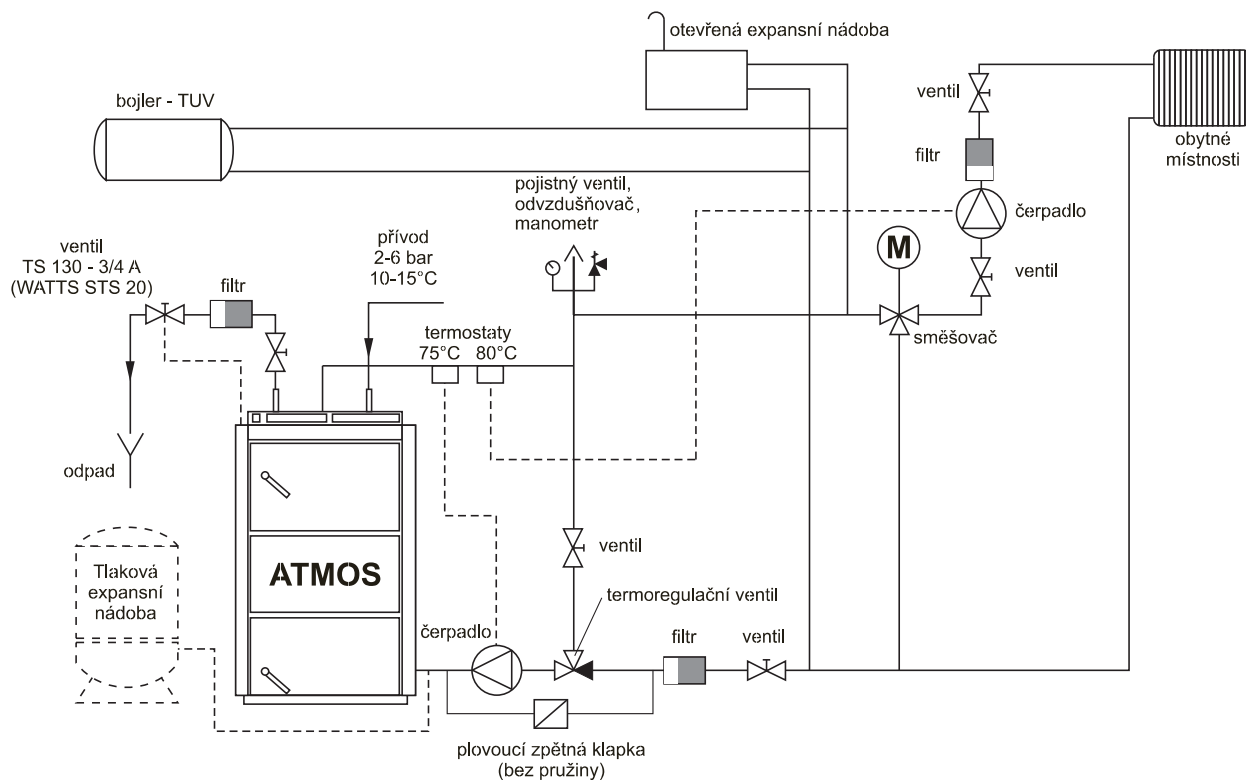 otevřená expansní nádoba
bojler - TUV
ventil
filtr
obytné
místnosti
pojistný ventil,
odvzdušňovač,
manometr
čerpadlo
M
ventil
ventil
TS 130 - 3/4 A
(WATTS STS 20)
filtr
přívod
2-6 bar
10-15°C
termostaty
75°C 80°C
směšovač
odpad
ventil
Tlaková
expansní
nádoba
ATMOS
termoregulační ventil
čerpadlo
filtr
ventil
plovoucí zpětná klapka
(bez pružiny)